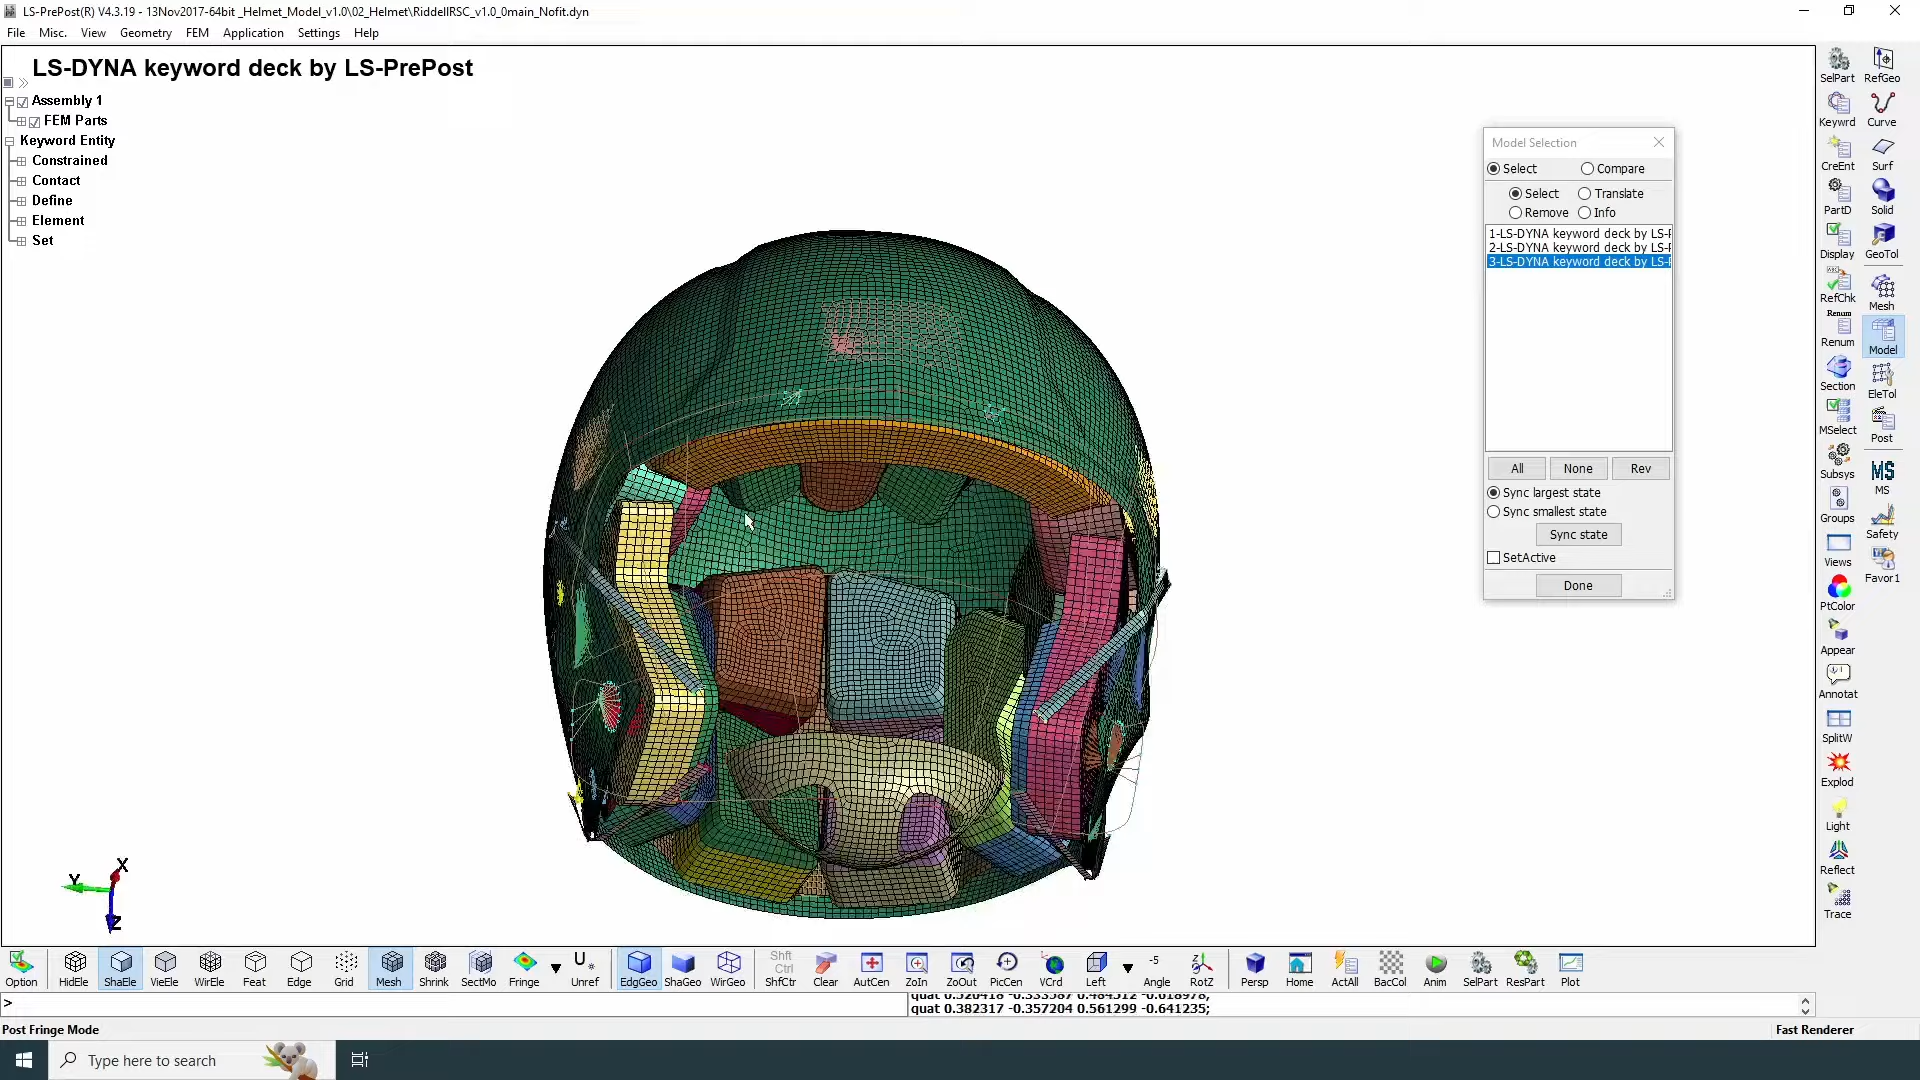 LS-PrePost(R) V4.3.19 - 13Nov2017-64bit _Helmet_Model_v1.0\02_Helmet\RiddellRSC_v1.0_0main_Nofit.dyn
File Misc. View Geometry FEM Application Settings Help
LS-DYNA keyword deck by LS-PrePost
Assembly 1
FEM Parts
Keyword Entity
Constrained
Contact
Define
Element
Set
Model Selection
Select Compare
Select Translate
Remove Info
1-LS-DYNA keyword deck by LS-
2-LS-DYNA keyword deck by LS-
3-LS-DYNA keyword deck by LS-
All None Rev
Sync largest state
Sync smallest state
Sync state
SetActive
Done
SelPart RefGeo
Keywrd Curve
CreEnt Surf
PartD Solid
Display GeoTol
RefChk Mesh
Renum
Renum Model
Section EleTol
MSelect Post
Subsys MS
MS
Groups Safety
Views Favor1
PtColor
Appear
Annotat
SplitW
Explod
Light
Reflect
Trace
X
Y
Z
Option HidEle ShaEle VieEle WirEle Feat Edge Grid Mesh Shrink SectMo Fringe Unref EdgGeo ShaGeo WirGeo ShfCtr Clear AutCen ZoIn ZoOut PicCen VCrd Left Angle RotZ Persp Home ActAll BacCol Anim SelPart ResPart Plot
Shft
Ctrl
-5
>
quat 0.382317 -0.357204 0.561299 -0.641235;
Post Fringe Mode Fast Renderer
Type here to search